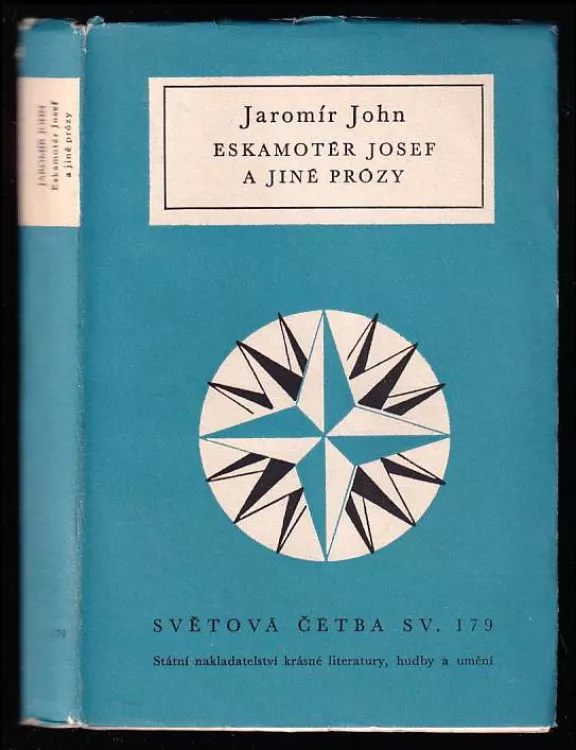 JAROMÍR JOHN
Eskamotér Josef
a jiné prózy
Jaromír John
ESKAMOTÉR JOSEF
A JINÉ PRÓZY
SVĚTOVÁ ČETBA SV. 179
Státní nakladatelství krásné literatury, hudby a umění